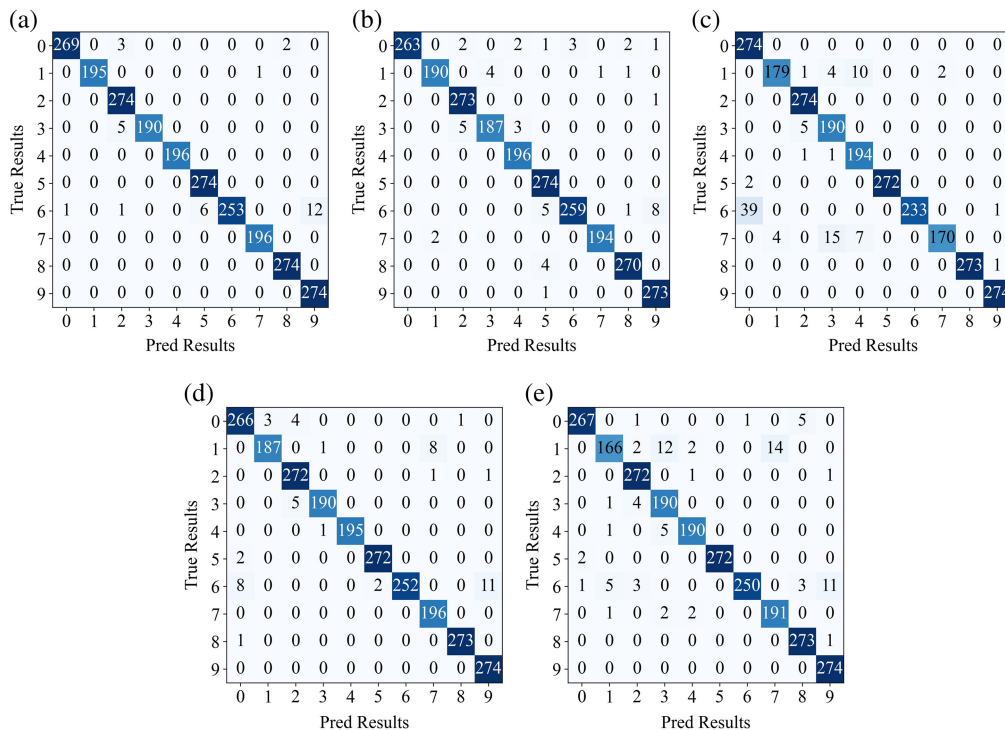 (a)
0 269 0 3 0 0 0 0 0 2 0
1 0 195 0 0 0 0 0 1 0 0
2 0 0 274 0 0 0 0 0 0 0
3 0 0 5 190 0 0 0 0 0 0
4 0 0 0 0 196 0 0 0 0 0
5 0 0 0 0 0 274 0 0 0 0
6 1 0 1 0 0 6 253 0 0 12
7 0 0 0 0 0 0 0 196 0 0
8 0 0 0 0 0 0 0 0 274 0
9 0 0 0 0 0 0 0 0 0 274
0 1 2 3 4 5 6 7 8 9
True Results
Pred Results
(b)
0 263 0 2 0 2 1 3 0 2 1
1 0 190 0 4 0 0 0 1 1 0
2 0 0 273 0 0 0 0 0 0 1
3 0 0 5 187 3 0 0 0 0 0
4 0 0 0 0 196 0 0 0 0 0
5 0 0 0 0 0 274 0 0 0 0
6 0 0 0 0 0 5 259 0 1 8
7 0 2 0 0 0 0 0 194 0 0
8 0 0 0 0 0 4 0 0 270 0
9 0 0 0 0 0 1 0 0 0 273
0 1 2 3 4 5 6 7 8 9
True Results
Pred Results
(c)
0 274 0 0 0 0 0 0 0 0 0
1 0 179 1 4 10 0 0 2 0 0
2 0 0 274 0 0 0 0 0 0 0
3 0 0 5 190 0 0 0 0 0 0
4 0 0 1 1 194 0 0 0 0 0
5 2 0 0 0 0 272 0 0 0 0
6 39 0 0 0 0 0 233 0 0 1
7 0 4 0 15 7 0 0 170 0 0
8 0 0 0 0 0 0 0 0 273 1
9 0 0 0 0 0 0 0 0 0 274
0 1 2 3 4 5 6 7 8 9
True Results
Pred Results
(d)
0 266 3 4 0 0 0 0 0 1 0
1 0 187 0 1 0 0 0 8 0 0
2 0 0 272 0 0 0 0 1 0 1
3 0 0 5 190 0 0 0 0 0 0
4 0 0 0 1 195 0 0 0 0 0
5 2 0 0 0 0 272 0 0 0 0
6 8 0 0 0 0 2 252 0 0 11
7 0 0 0 0 0 0 0 196 0 0
8 1 0 0 0 0 0 0 0 273 0
9 0 0 0 0 0 0 0 0 0 274
0 1 2 3 4 5 6 7 8 9
True Results
Pred Results
(e)
0 267 0 1 0 0 0 1 0 5 0
1 0 166 2 12 2 0 0 14 0 0
2 0 0 272 0 1 0 0 0 0 1
3 0 1 4 190 0 0 0 0 0 0
4 0 1 0 5 190 0 0 0 0 0
5 2 0 0 0 0 272 0 0 0 0
6 1 5 3 0 0 0 250 0 3 11
7 0 1 0 2 2 0 0 191 0 0
8 0 0 0 0 0 0 0 0 273 1
9 0 0 0 0 0 0 0 0 0 274
0 1 2 3 4 5 6 7 8 9
True Results
Pred Results